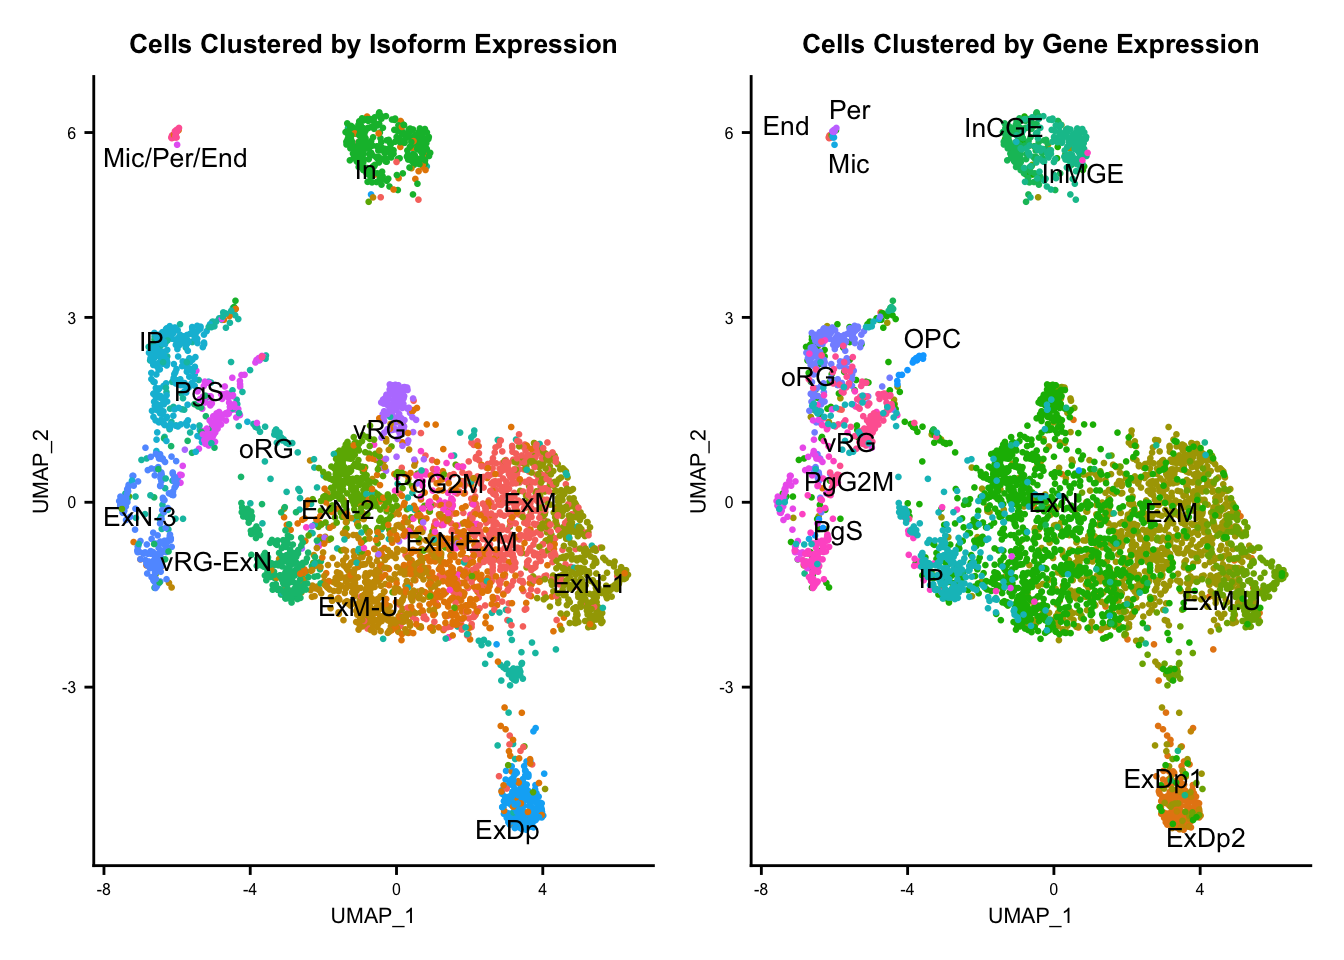 Cells Clustered by Isoform Expression
6
3
0
-3
UMAP_2
Mic/Per/End
In
IP
PgS
oRG
vRG
PgG2M
ExM
ExN-2
ExN-3
ExN-ExM
vRG-ExN
ExN-1
ExM-U
ExDp
-8
-4
0
4
UMAP_1
Cells Clustered by Gene Expression
6
3
0
-3
UMAP_2
Per
End
Mic
InCGE
InMGE
OPC
oRG
vRG
PgG2M
ExN
ExM
PgS
IP
ExM.U
ExDp1
ExDp2
-8
-4
0
4
UMAP_1